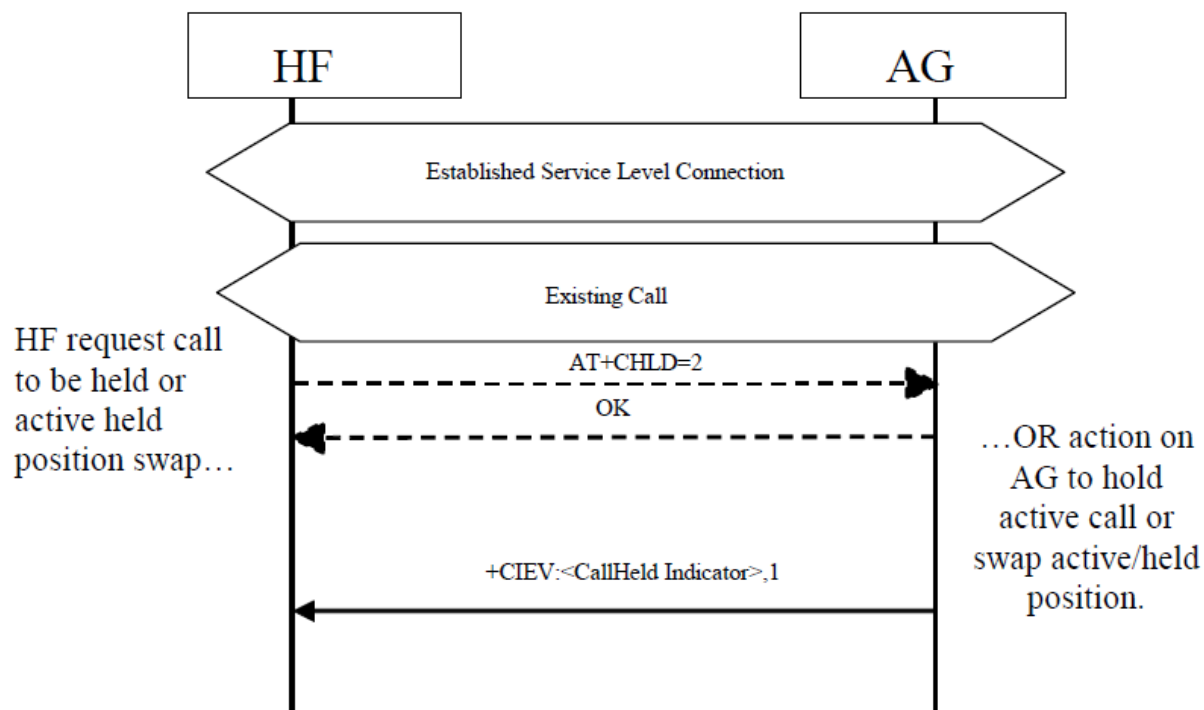 HF
AG
Established Service Level Connection
Existing Call
HF request call
to be held or
active held
position swap…
AT+CHLD=2
OK
…OR action on
AG to hold
active call or
swap active/held
position.
+CIEV:<CallHeld Indicator>,1